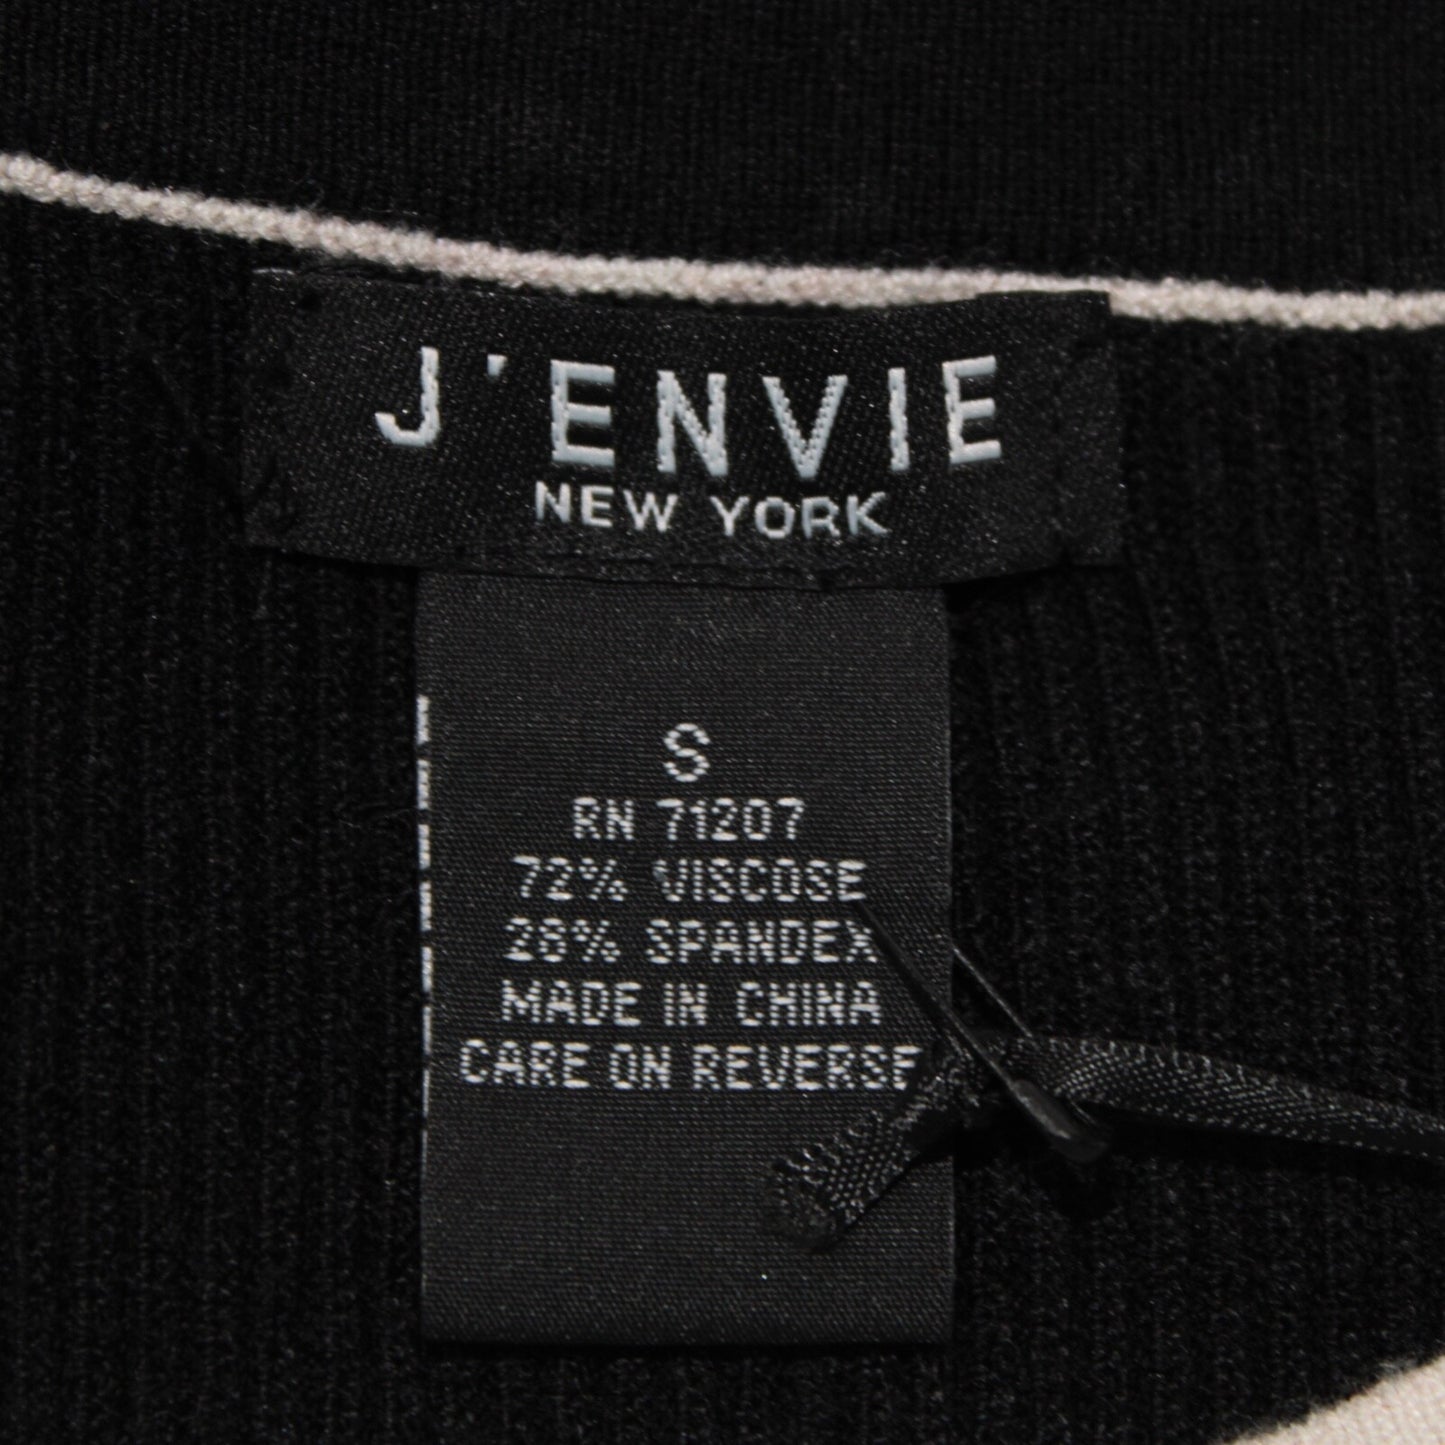 J'ENVIE
NEW YORK
S
RN 71207
72% VISCOSE
28% SPANDEX
MADE IN CHINA
CARE ON REVERSE